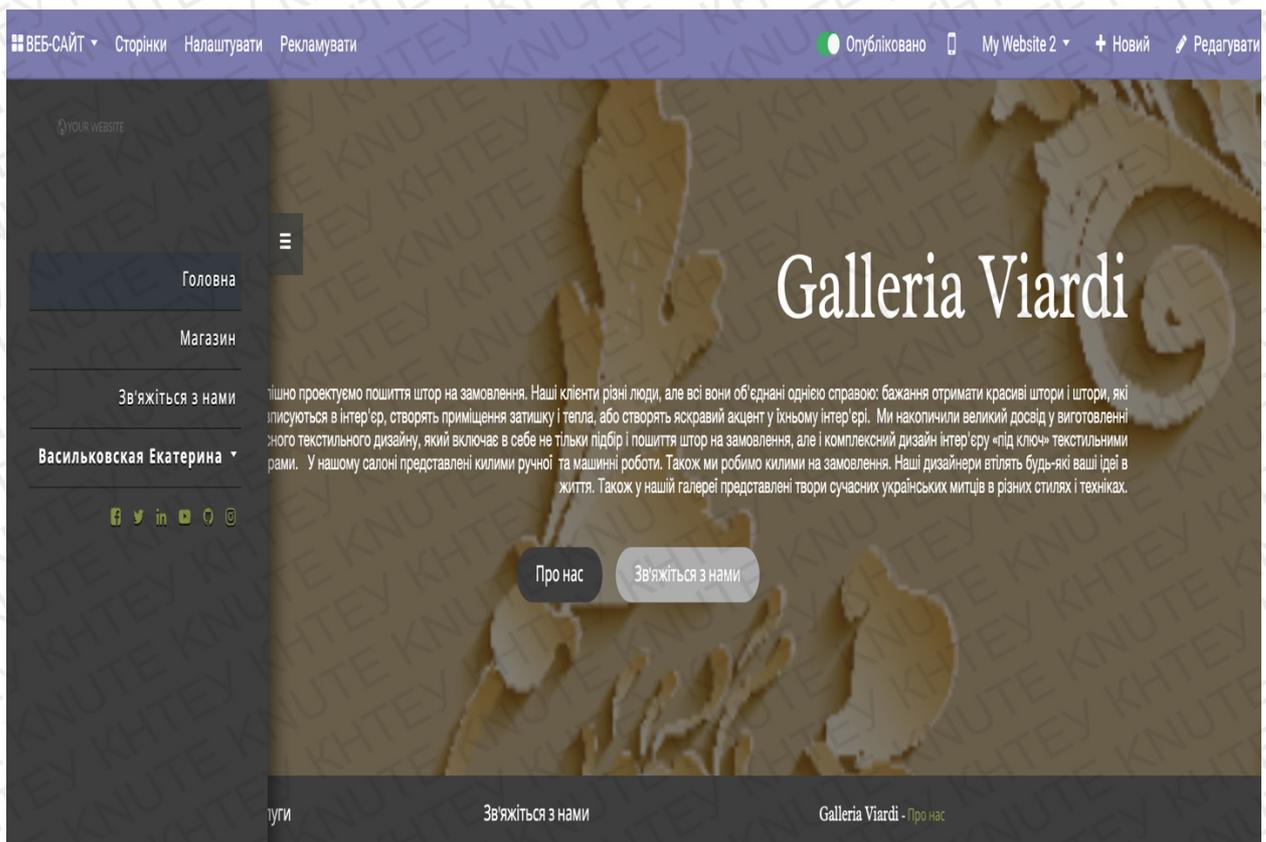 ВЕБ-САЙТ Сторінки Налаштувати Рекламувати Опубліковано My Website 2 + Новий Редагувати
YOUR WEBSITE
Головна
Магазин
Зв'яжіться з нами
Васильковская Екатерина
Galleria Viardi
проектуємо пошиття штор на замовлення. Наші клієнти різні люди, але всі вони об'єднані однією справою: бажання отримати красиві штори і штори, які
вписуються в інтер'єр, створять приміщення затишку і тепла, або створять яскравий акцент у їхньому інтер'єрі. Ми накопичили великий досвід у виготовленні
сного текстильного дизайну, який включає в себе не тільки підбір і пошиття штор на замовлення, але і комплексний дизайн інтер'єру «під ключ» текстильними
рами. У нашому салоні представлені килими ручної та машинні роботи. Також ми робимо килими на замовлення. Наші дизайнери втілять будь-які ваші ідеї в
життя. Також у нашій галереї представлені твори сучасних українських митців в різних стилях і техніках.
Про нас Зв'яжіться з нами
луги Зв'яжіться з нами Galleria Viardi - Про нас